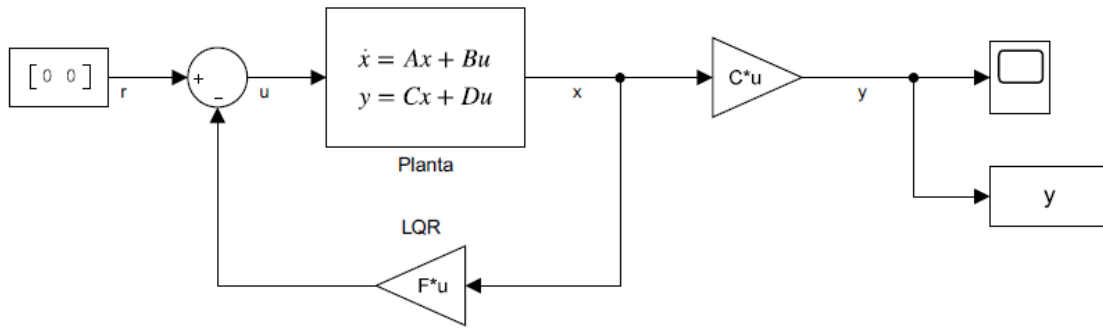 [0 0]
r
+
−
u
ẋ = Ax + Bu
y = Cx + Du
Planta
x
C*u
y
y
LQR
F*u